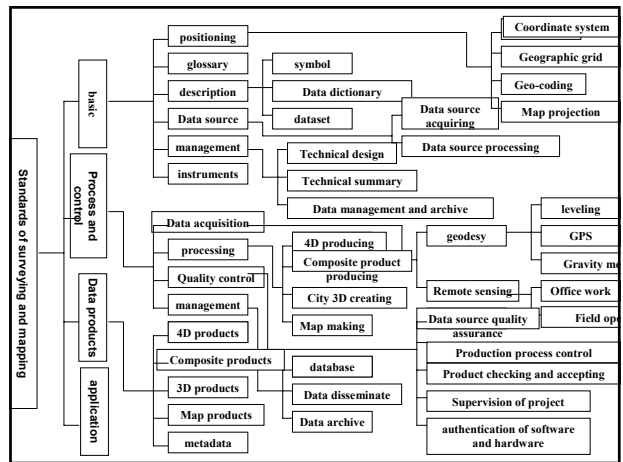 Standards of surveying and mapping
basic
positioning
glossary
description
Data source
management
instruments
symbol
Data dictionary
dataset
Data source
acquiring
Data source processing
Technical design
Technical summary
Data management and archive
Coordinate system
Geographic grid
Geo-coding
Map projection
Process and
control
Data acquisition
processing
Quality control
management
4D producing
Composite product
producing
City 3D creating
Map making
geodesy
Remote sensing
leveling
GPS
Gravity me
Office work
Field ope
Data source quality
assurance
Production process control
Product checking and accepting
Supervision of project
authentication of software
and hardware
database
Data disseminate
Data archive
Data products
4D products
Composite products
3D products
Map products
metadata
application